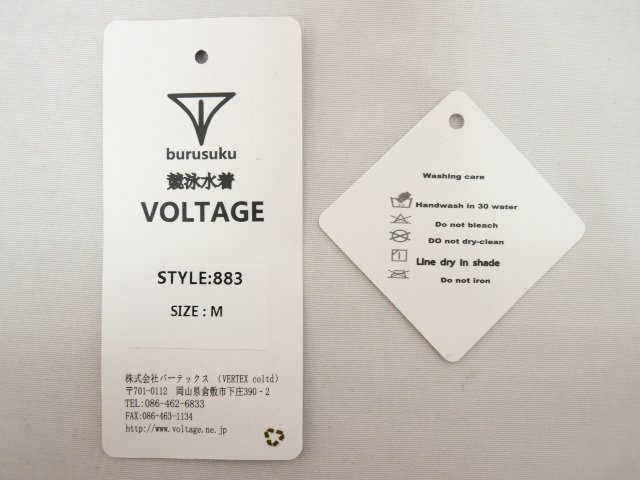 burusuku
競泳水着
VOLTAGE
STYLE:883
SIZE : M
株式会社バーテックス (VERTEX coltd)
〒701-0112 岡山県倉敷市下庄390-2
TEL:086-462-6833
FAX:086-463-1134
http://www.voltage.ne.jp
Washing care
Handwash in 30 water
Do not bleach
DO not dry-clean
Line dry in shade
Do not iron